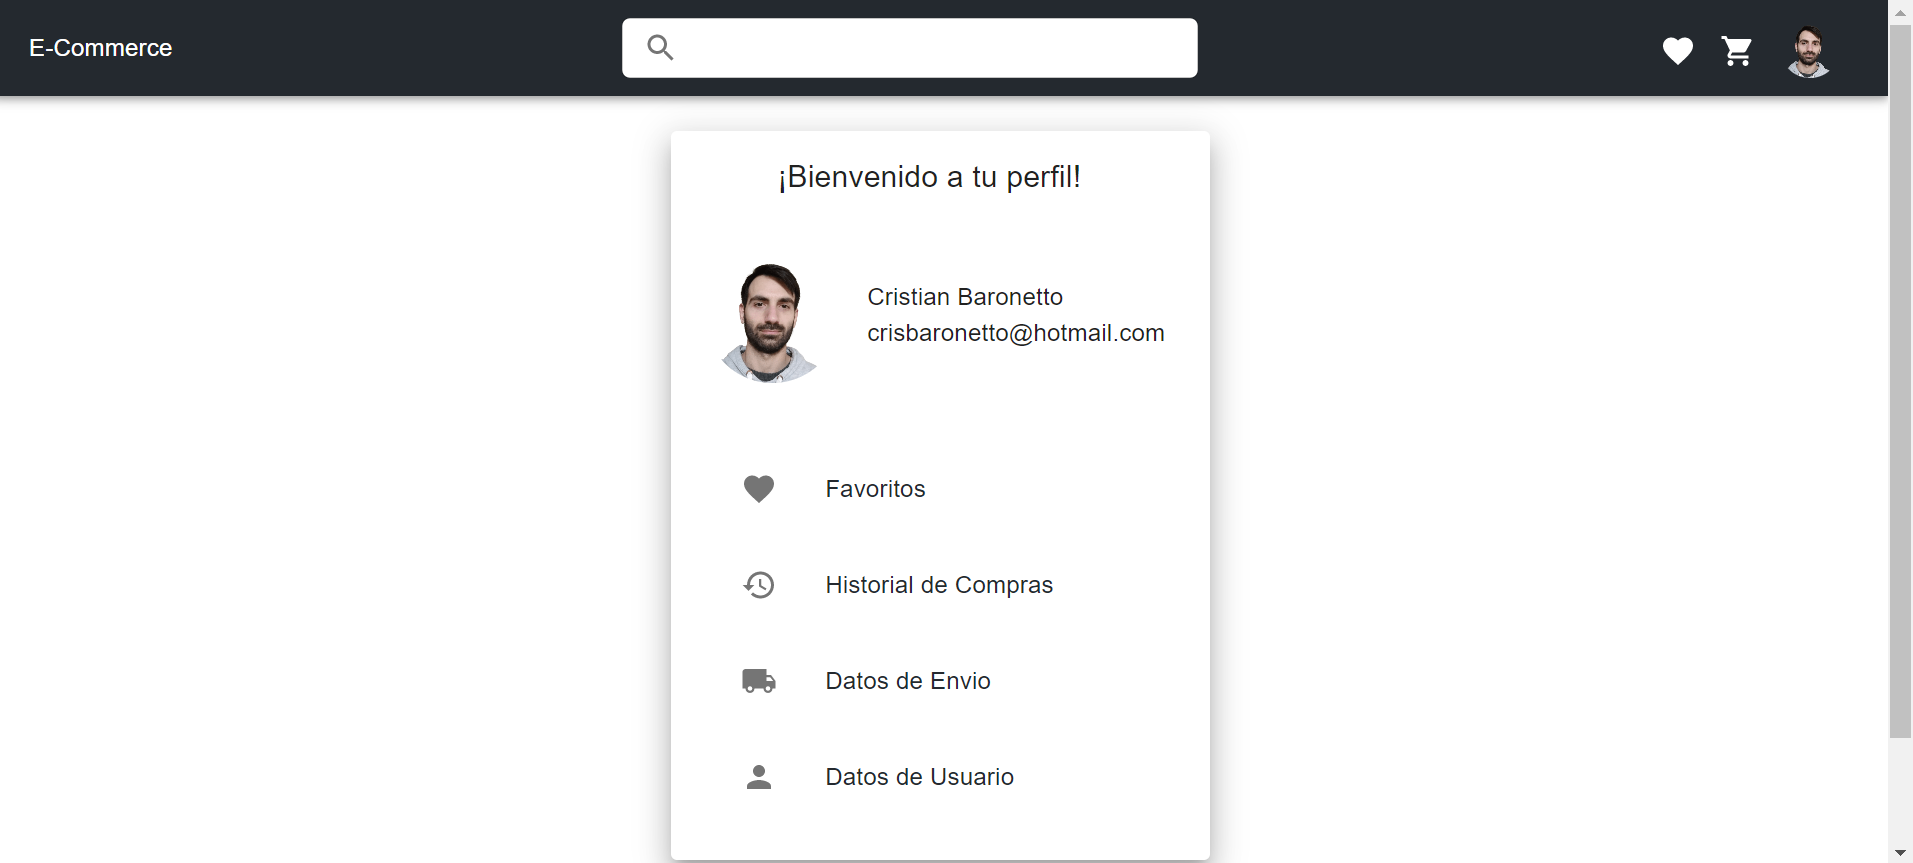 E-Commerce
¡Bienvenido a tu perfil!
Cristian Baronetto
crisbaronetto@hotmail.com
Favoritos
Historial de Compras
Datos de Envio
Datos de Usuario